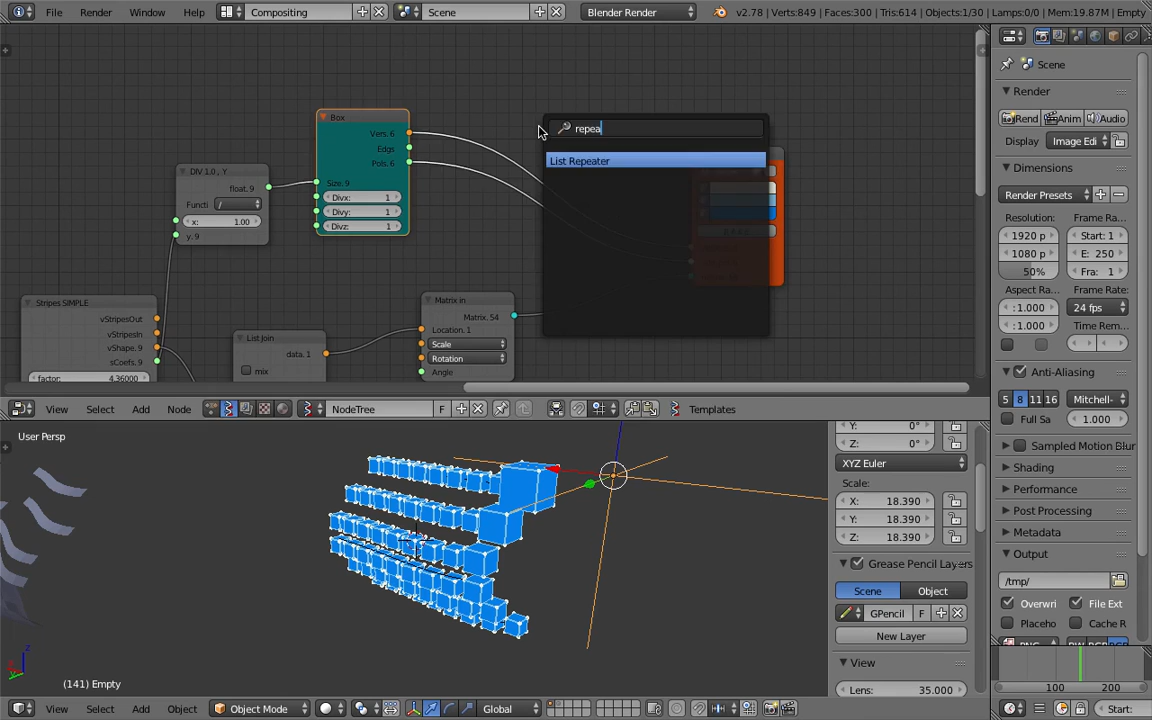 File Render Window Help Compositing Scene Blender Render v2.78 | Verts:849 | Faces:300 | Tris:614 | Objects:1/30 | Lamps:0/0 | Mem:19.87M | Empty
repea
List Repeater
Box
Vers. 6
Edgs
Pols. 6
Size. 9
Divx: 1
Divy: 1
Divz: 1
DIV 1.0, Y
float. 9
Functi /
x: 1.00
y. 9
Stripes SIMPLE
vStripesOut
vStripesIn
vShape. 9
sCoefs. 9
factor: 4.36000
List Join
data. 1
mix
Matrix in
Matrix. 54
Location. 1
Scale
Rotation
Angle
View Select Add Node NodeTree F Templates
User Persp
(141) Empty
View Select Add Object Object Mode Global
Y: 0°
Z: 0°
XYZ Euler
Scale:
X: 18.390
Y: 18.390
Z: 18.390
Grease Pencil Layers
Scene Object
GPencil F
New Layer
View
Lens: 35.000
Scene
Render
Rend Anim Audio
Display Image Edi
Dimensions
Render Presets
Resolution: Frame Ra...
1920 p Start: 1
1080 p E: 250
50% Fra: 1
Aspect Ra... Frame Rate:
: 1.000 24 fps
: 1.000 Time Rem...
Anti-Aliasing
5 8 11 16 Mitchell-
Full Sa 1.000
Sampled Motion Blur
Shading
Performance
Post Processing
Metadata
Output
/tmp/
Overwri File Ext
Placeho Cache R
100 200
Start: